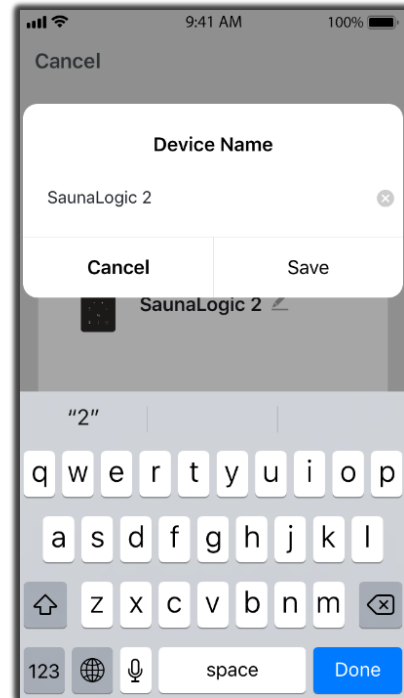 9:41 AM 100%
Cancel
Device Name
SaunaLogic 2
Cancel Save
SaunaLogic 2
“2”
q w e r t y u i o p
a s d f g h j k l
z x c v b n m
123 space Done